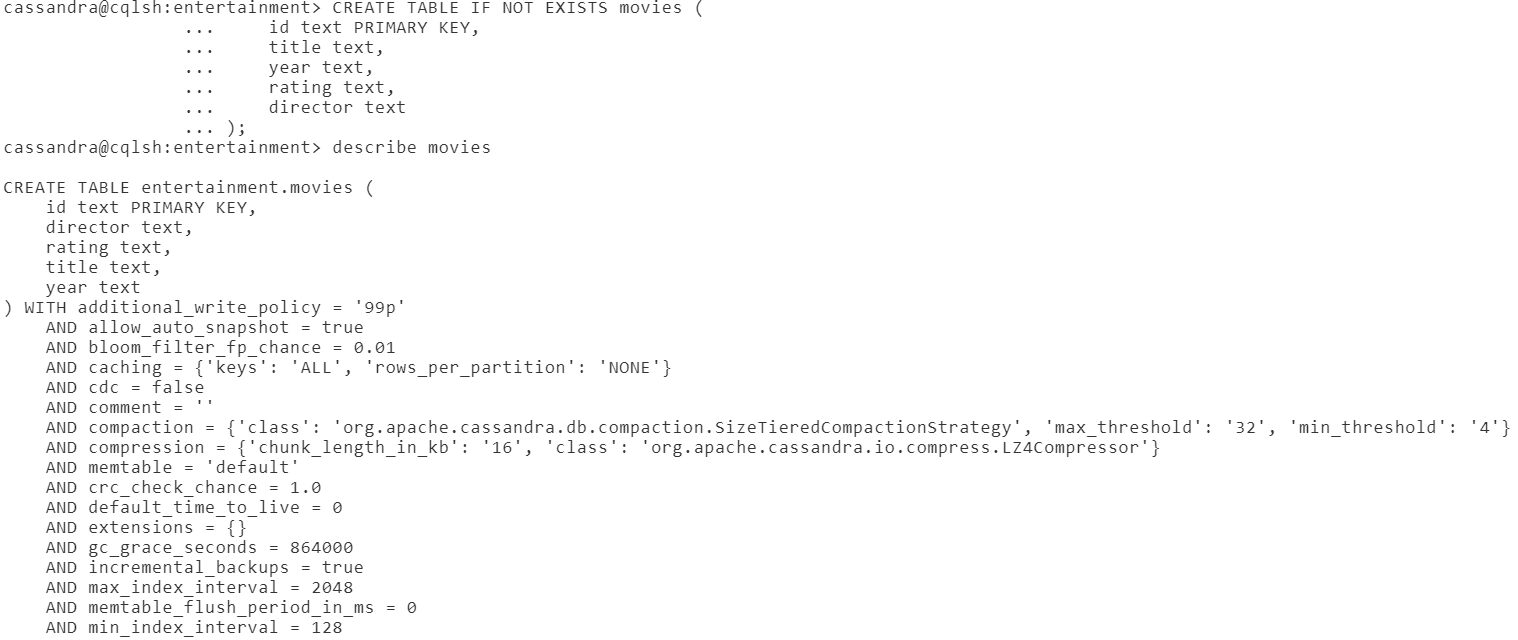 cassandra@cqlsh:entertainment> CREATE TABLE IF NOT EXISTS movies (
                 ...     id text PRIMARY KEY,
                 ...     title text,
                 ...     year text,
                 ...     rating text,
                 ...     director text
                 ... );
cassandra@cqlsh:entertainment> describe movies

CREATE TABLE entertainment.movies (
    id text PRIMARY KEY,
    director text,
    rating text,
    title text,
    year text
) WITH additional_write_policy = '99p'
    AND allow_auto_snapshot = true
    AND bloom_filter_fp_chance = 0.01
    AND caching = {'keys': 'ALL', 'rows_per_partition': 'NONE'}
    AND cdc = false
    AND comment = ''
    AND compaction = {'class': 'org.apache.cassandra.db.compaction.SizeTieredCompactionStrategy', 'max_threshold': '32', 'min_threshold': '4'}
    AND compression = {'chunk_length_in_kb': '16', 'class': 'org.apache.cassandra.io.compress.LZ4Compressor'}
    AND memtable = 'default'
    AND crc_check_chance = 1.0
    AND default_time_to_live = 0
    AND extensions = {}
    AND gc_grace_seconds = 864000
    AND incremental_backups = true
    AND max_index_interval = 2048
    AND memtable_flush_period_in_ms = 0
    AND min_index_interval = 128